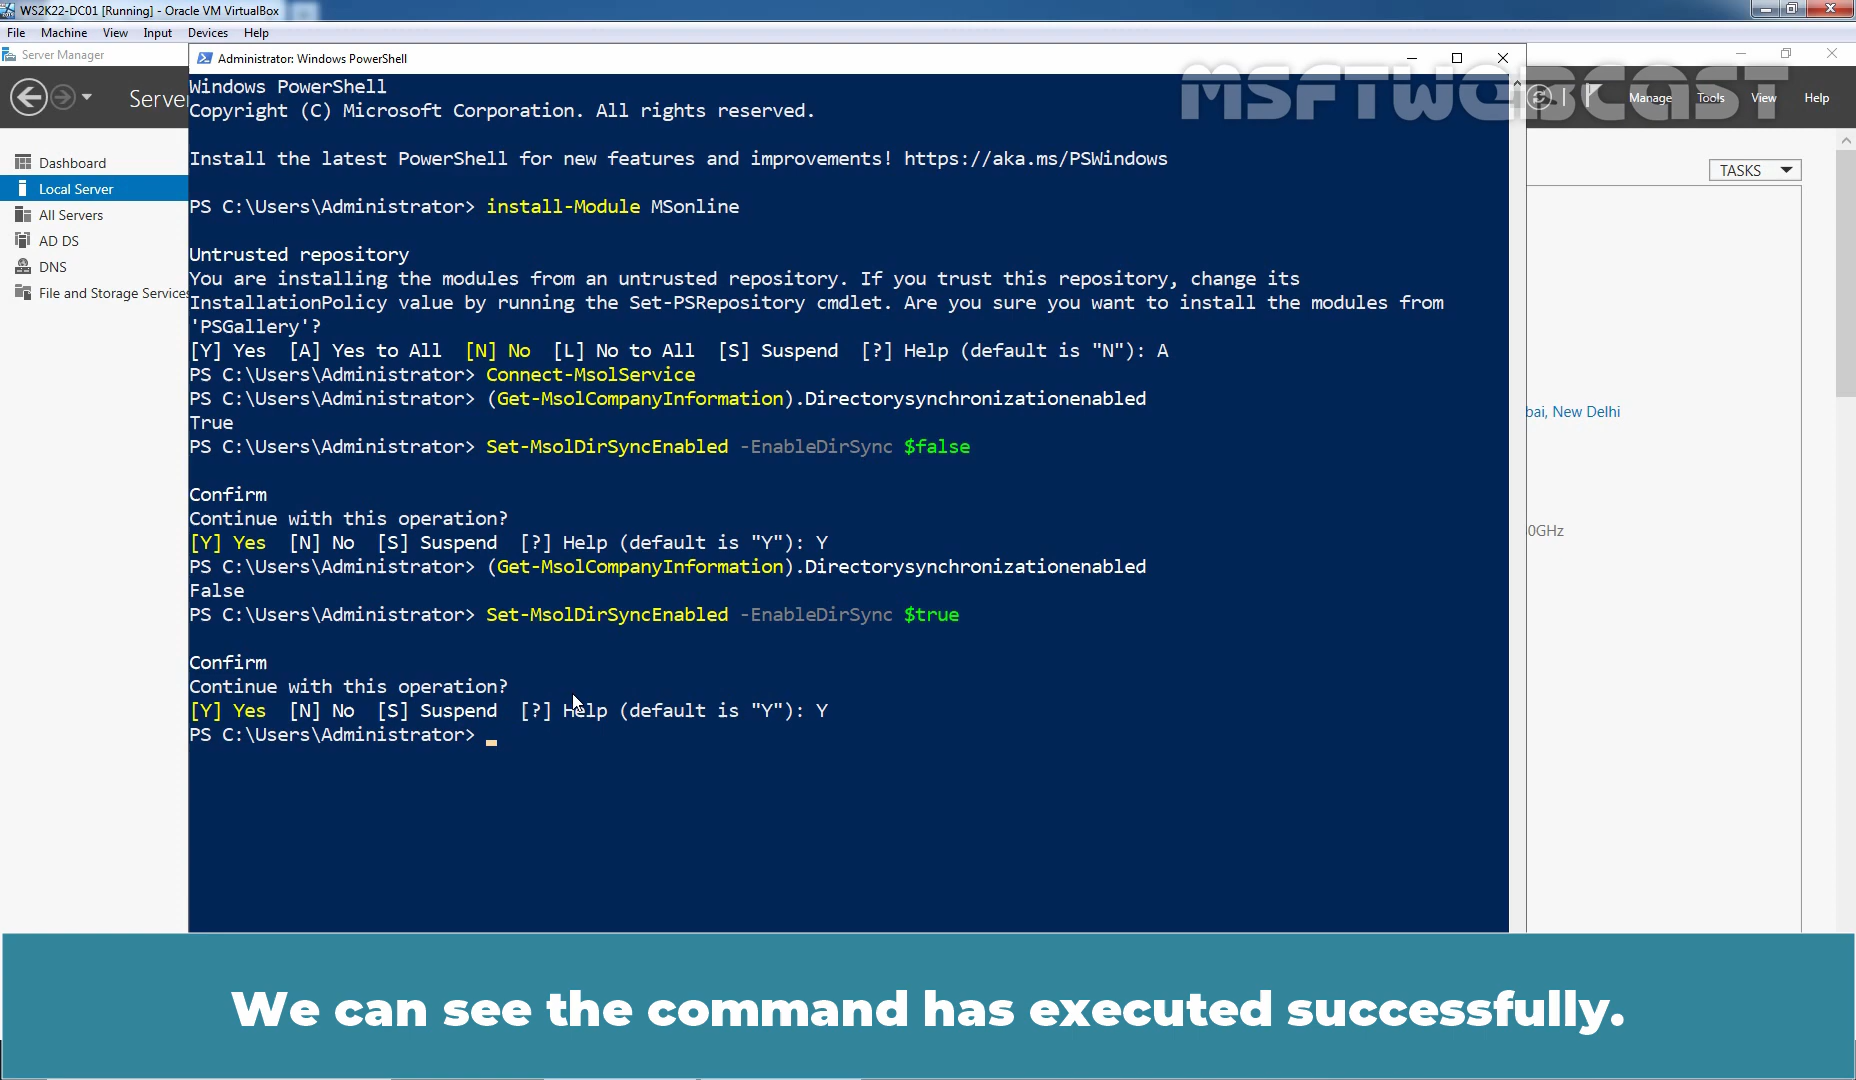 WS2K22-DC01 [Running] - Oracle VM VirtualBox
File Machine View Input Devices Help
Server Manager
Administrator: Windows PowerShell
MSFTWEBCAST
Manage Tools View Help
Dashboard
Local Server
All Servers
AD DS
DNS
File and Storage Services
TASKS
bai, New Delhi
0GHz
Windows PowerShell
Copyright (C) Microsoft Corporation. All rights reserved.
Install the latest PowerShell for new features and improvements! https://aka.ms/PSWindows
PS C:\Users\Administrator> install-Module MSonline
Untrusted repository
You are installing the modules from an untrusted repository. If you trust this repository, change its
InstallationPolicy value by running the Set-PSRepository cmdlet. Are you sure you want to install the modules from
'PSGallery'?
[Y] Yes [A] Yes to All [N] No [L] No to All [S] Suspend [?] Help (default is "N"): A
PS C:\Users\Administrator> Connect-MsolService
PS C:\Users\Administrator> (Get-MsolCompanyInformation).Directorysynchronizationenabled
True
PS C:\Users\Administrator> Set-MsolDirSyncEnabled -EnableDirSync $false
Confirm
Continue with this operation?
[Y] Yes [N] No [S] Suspend [?] Help (default is "Y"): Y
PS C:\Users\Administrator> (Get-MsolCompanyInformation).Directorysynchronizationenabled
False
PS C:\Users\Administrator> Set-MsolDirSyncEnabled -EnableDirSync $true
Confirm
Continue with this operation?
[Y] Yes [N] No [S] Suspend [?] Help (default is "Y"): Y
PS C:\Users\Administrator>
We can see the command has executed successfully.